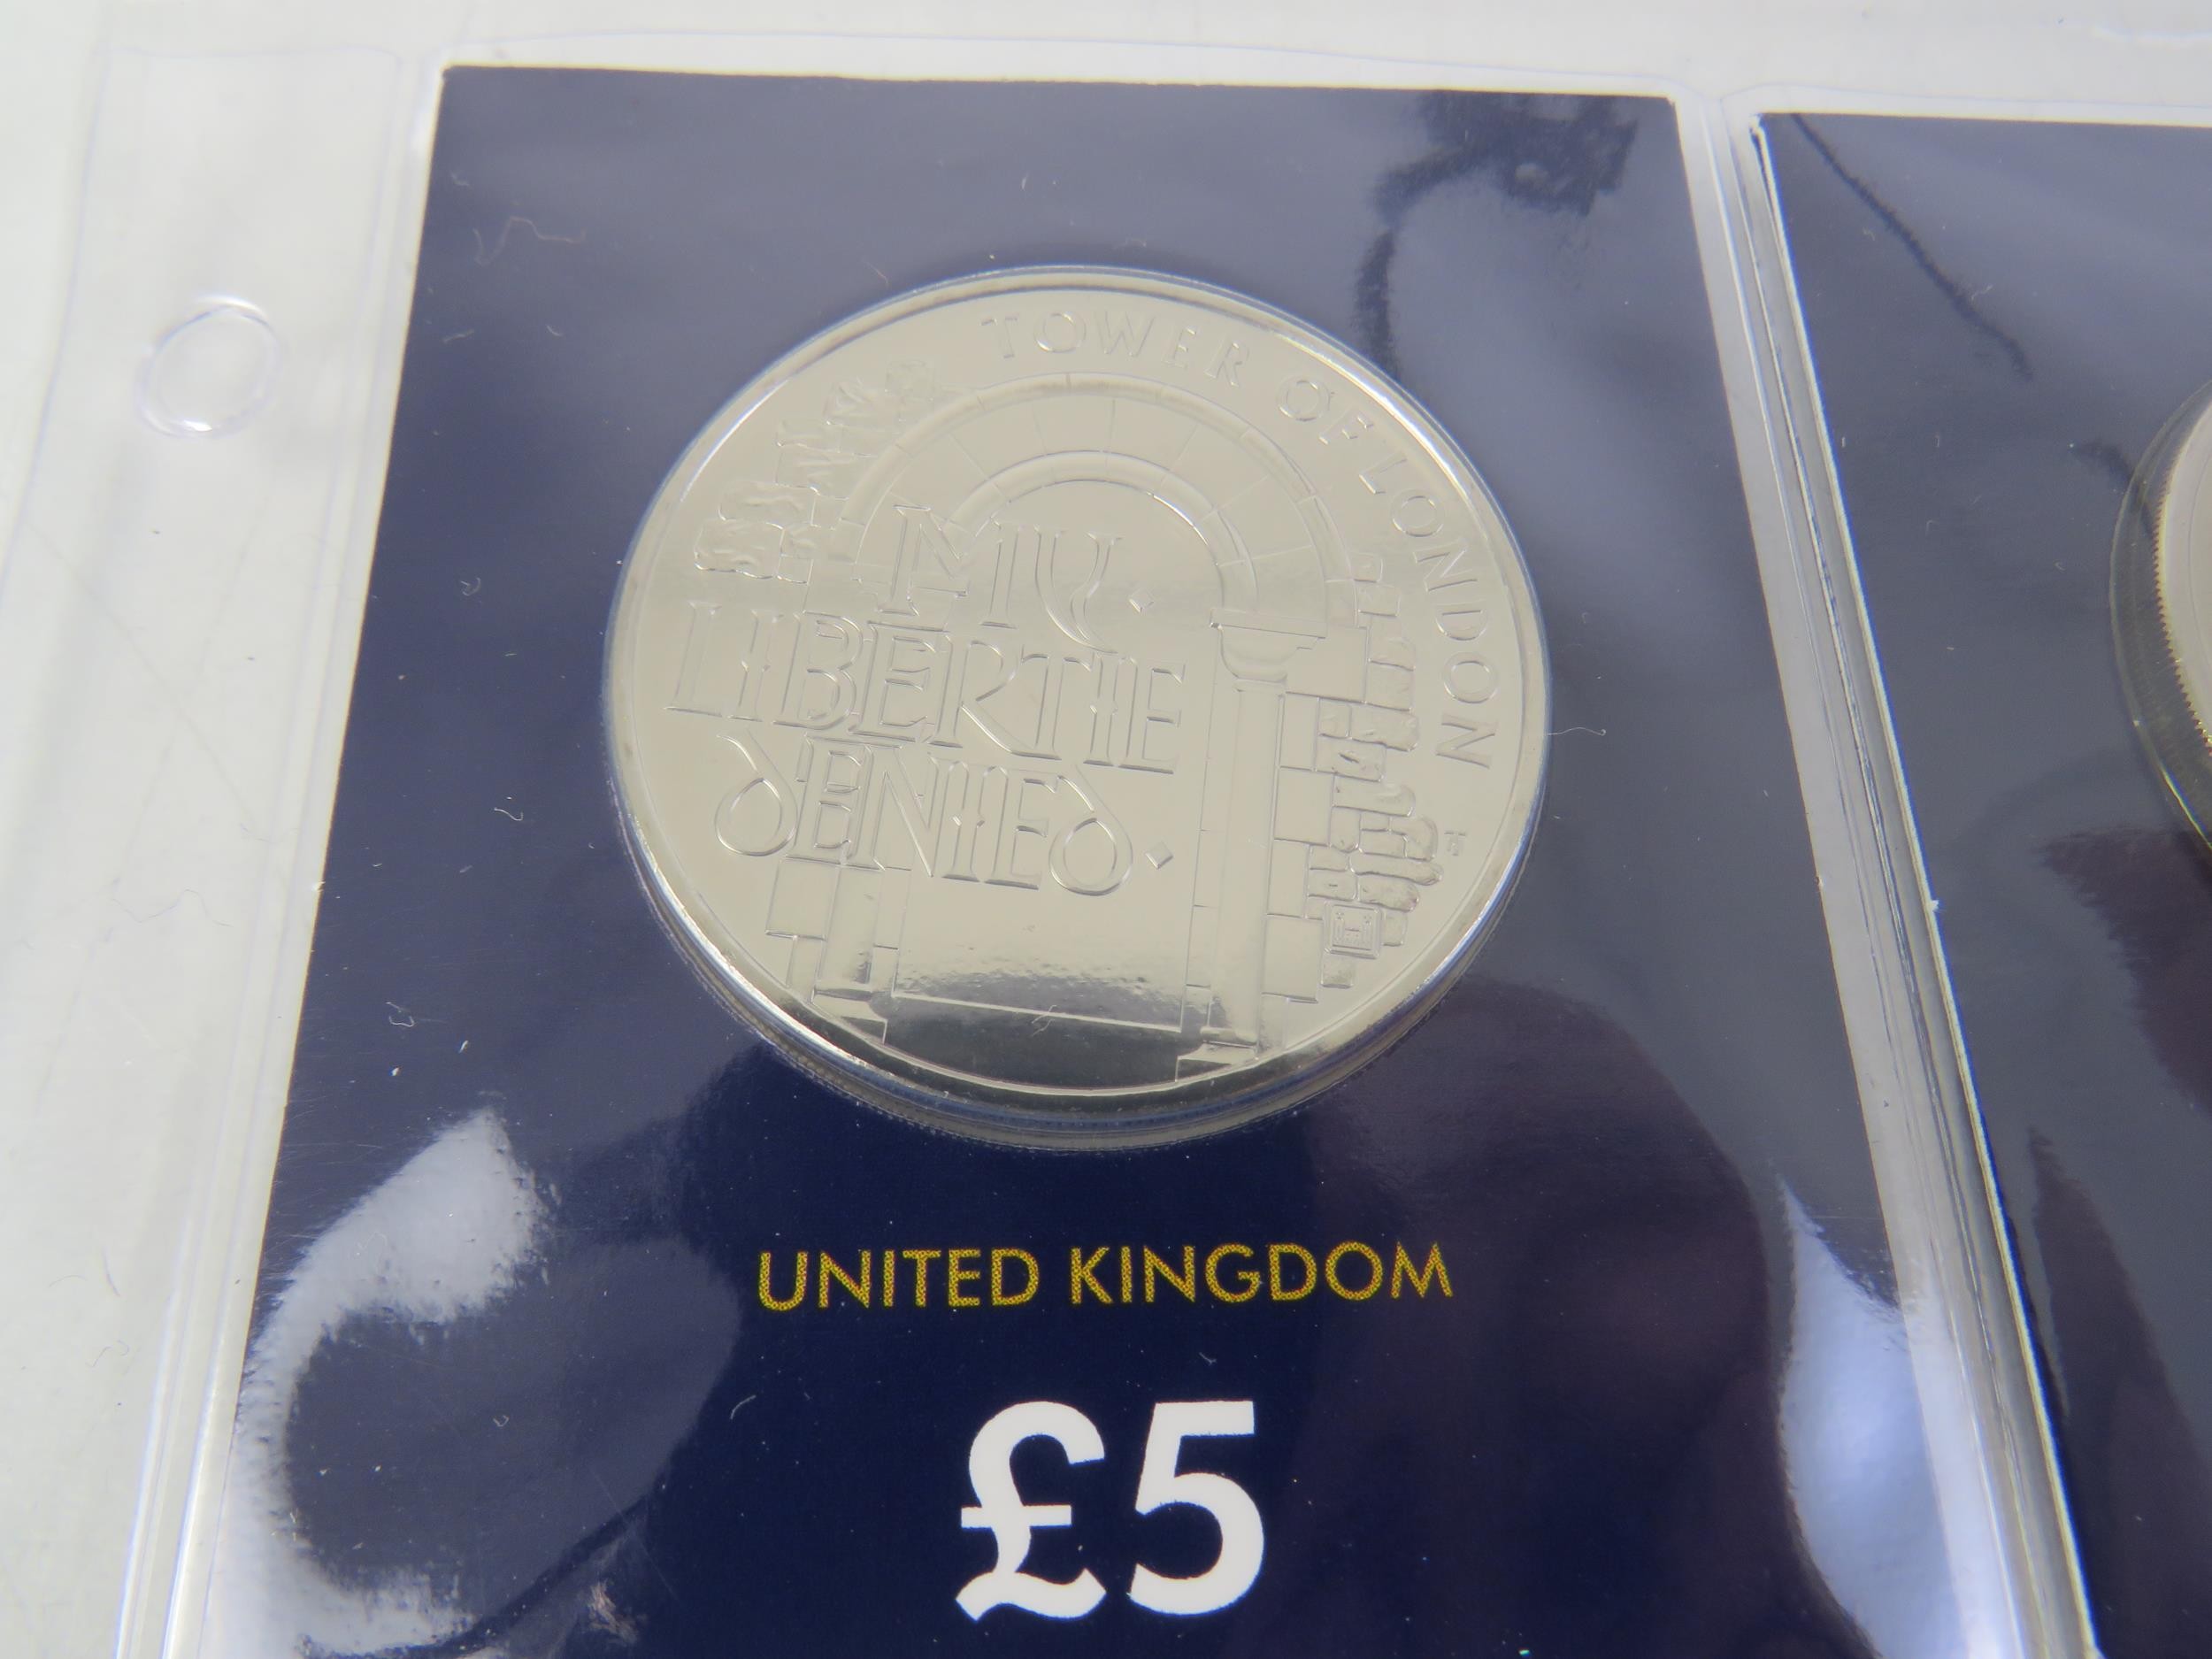 TOWER OF LONDON
MY
LIBERTIE
DENIED
UNITED KINGDOM
£5